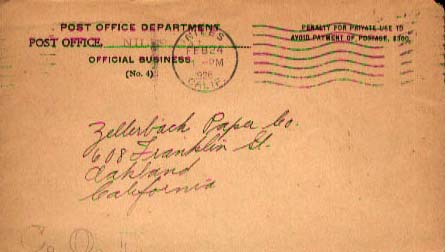 POST OFFICE DEPARTMENT
POST OFFICE, NILES
OFFICIAL BUSINESS
(No. 4)
NILES
FEB 24
-PM
1926
CALIF.
PENALTY FOR PRIVATE USE TO
AVOID PAYMENT OF POSTAGE, $300.
Zellerbach Paper Co.
608 Franklin St.
Oakland
California